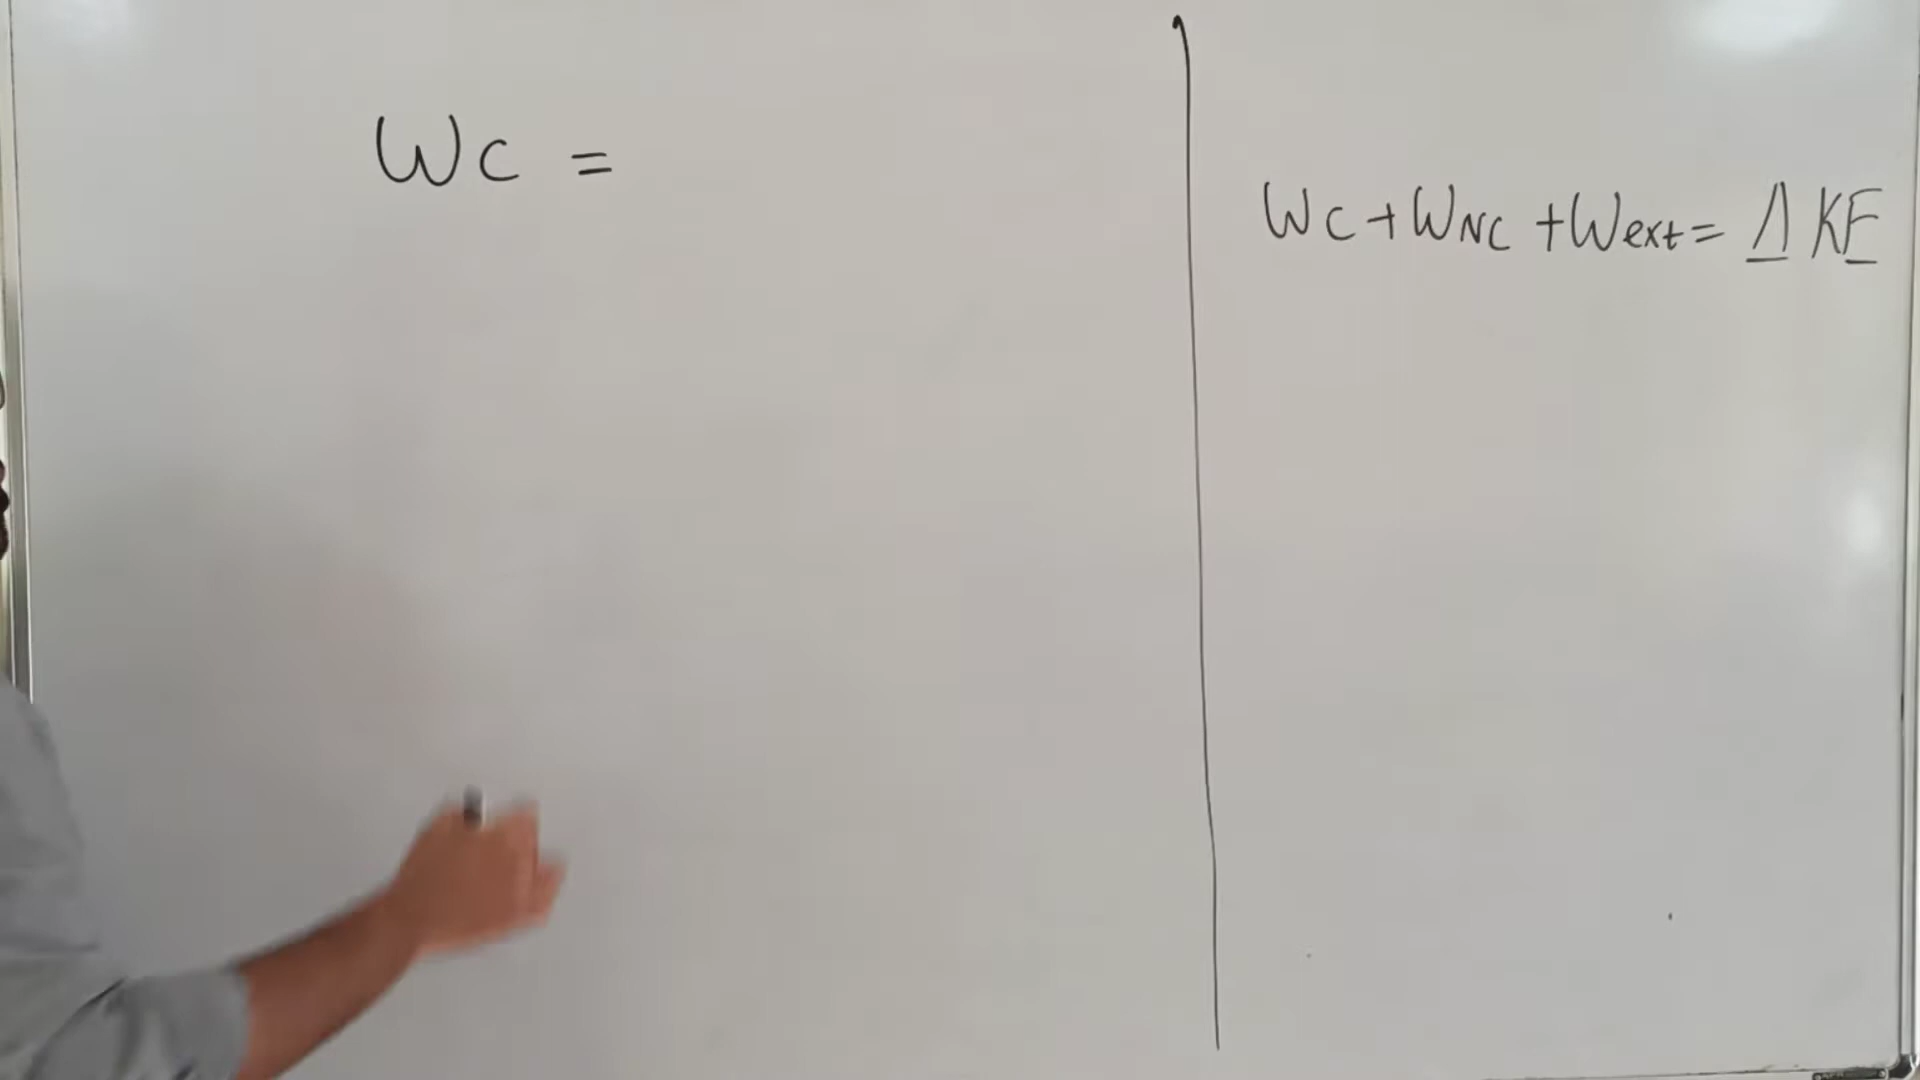 Wc =
Wc + WNC + Wext = Δ KE